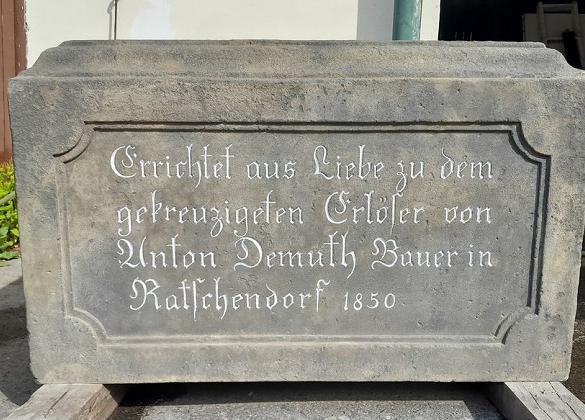 Errichtet aus Liebe zu dem
gekreuzigeten Erlöser von
Anton Demuth Bauer in
Ratschendorf 1850